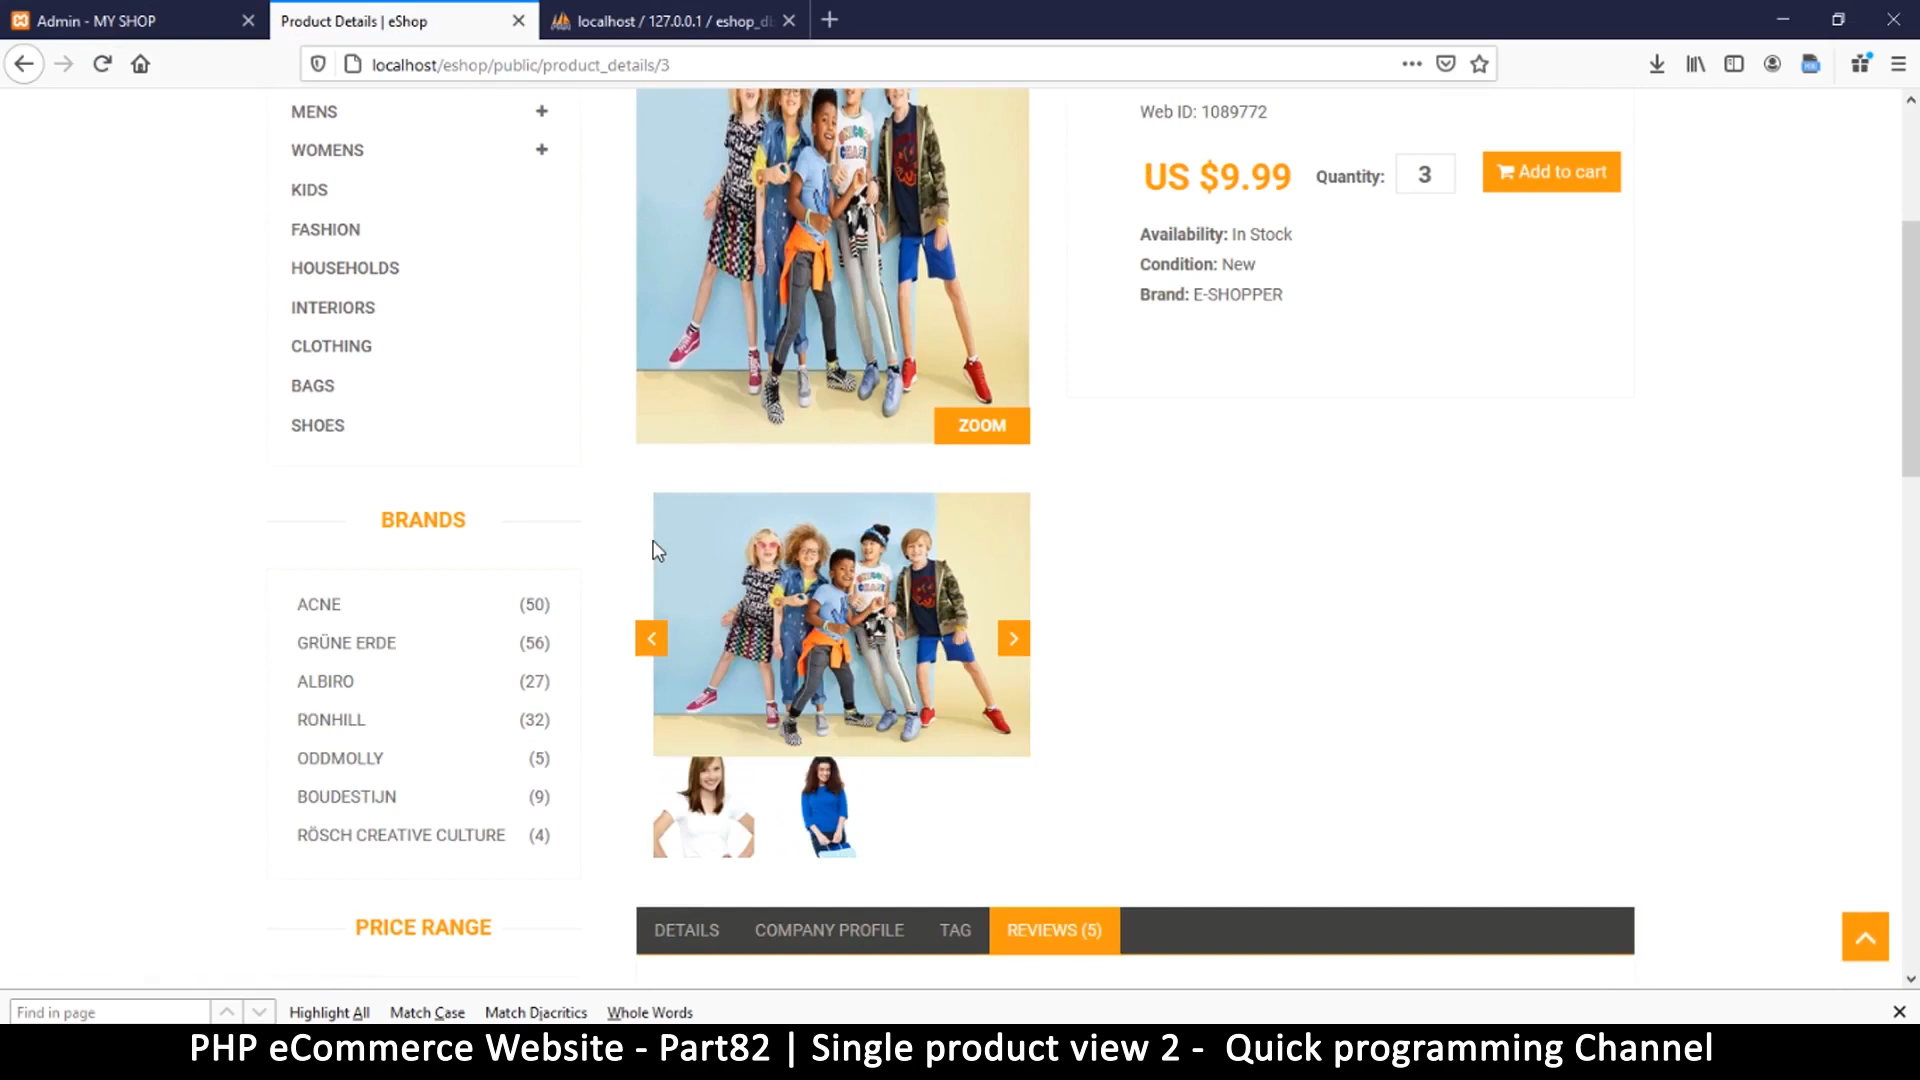 Admin - MY SHOP
Product Details | eShop
localhost / 127.0.0.1 / eshop_d
localhost/eshop/public/product_details/3
MENS
WOMENS
KIDS
FASHION
HOUSEHOLDS
INTERIORS
CLOTHING
BAGS
SHOES
BRANDS
ACNE (50)
GRÜNE ERDE (56)
ALBIRO (27)
RONHILL (32)
ODDMOLLY (5)
BOUDESTIJN (9)
RÖSCH CREATIVE CULTURE (4)
PRICE RANGE
ZOOM
Web ID: 1089772
US $9.99 Quantity: 3 Add to cart
Availability: In Stock
Condition: New
Brand: E-SHOPPER
DETAILS COMPANY PROFILE TAG REVIEWS (5)
Find in page Highlight All Match Case Match Diacritics Whole Words
PHP eCommerce Website - Part82 | Single product view 2 - Quick programming Channel